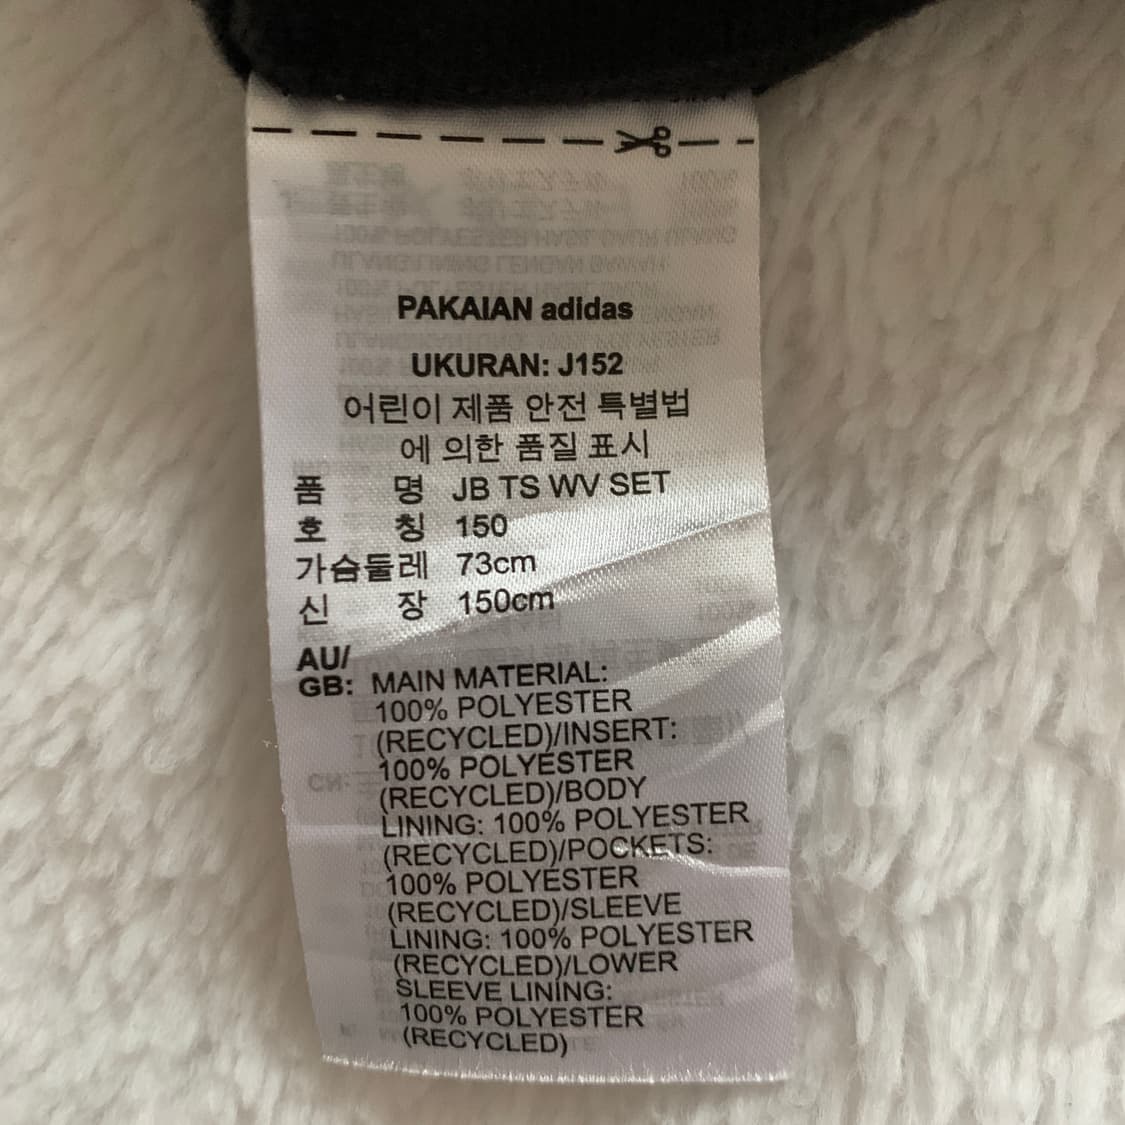 PAKAIAN adidas
UKURAN: J152
어린이 제품 안전 특별법
에 의한 품질 표시
품 명 JB TS WV SET
호 칭 150
가슴둘레 73cm
신 장 150cm
AU/
GB: MAIN MATERIAL:
100% POLYESTER
(RECYCLED)/INSERT:
100% POLYESTER
(RECYCLED)/BODY
LINING: 100% POLYESTER
(RECYCLED)/POCKETS:
100% POLYESTER
(RECYCLED)/SLEEVE
LINING: 100% POLYESTER
(RECYCLED)/LOWER
SLEEVE LINING:
100% POLYESTER
(RECYCLED)